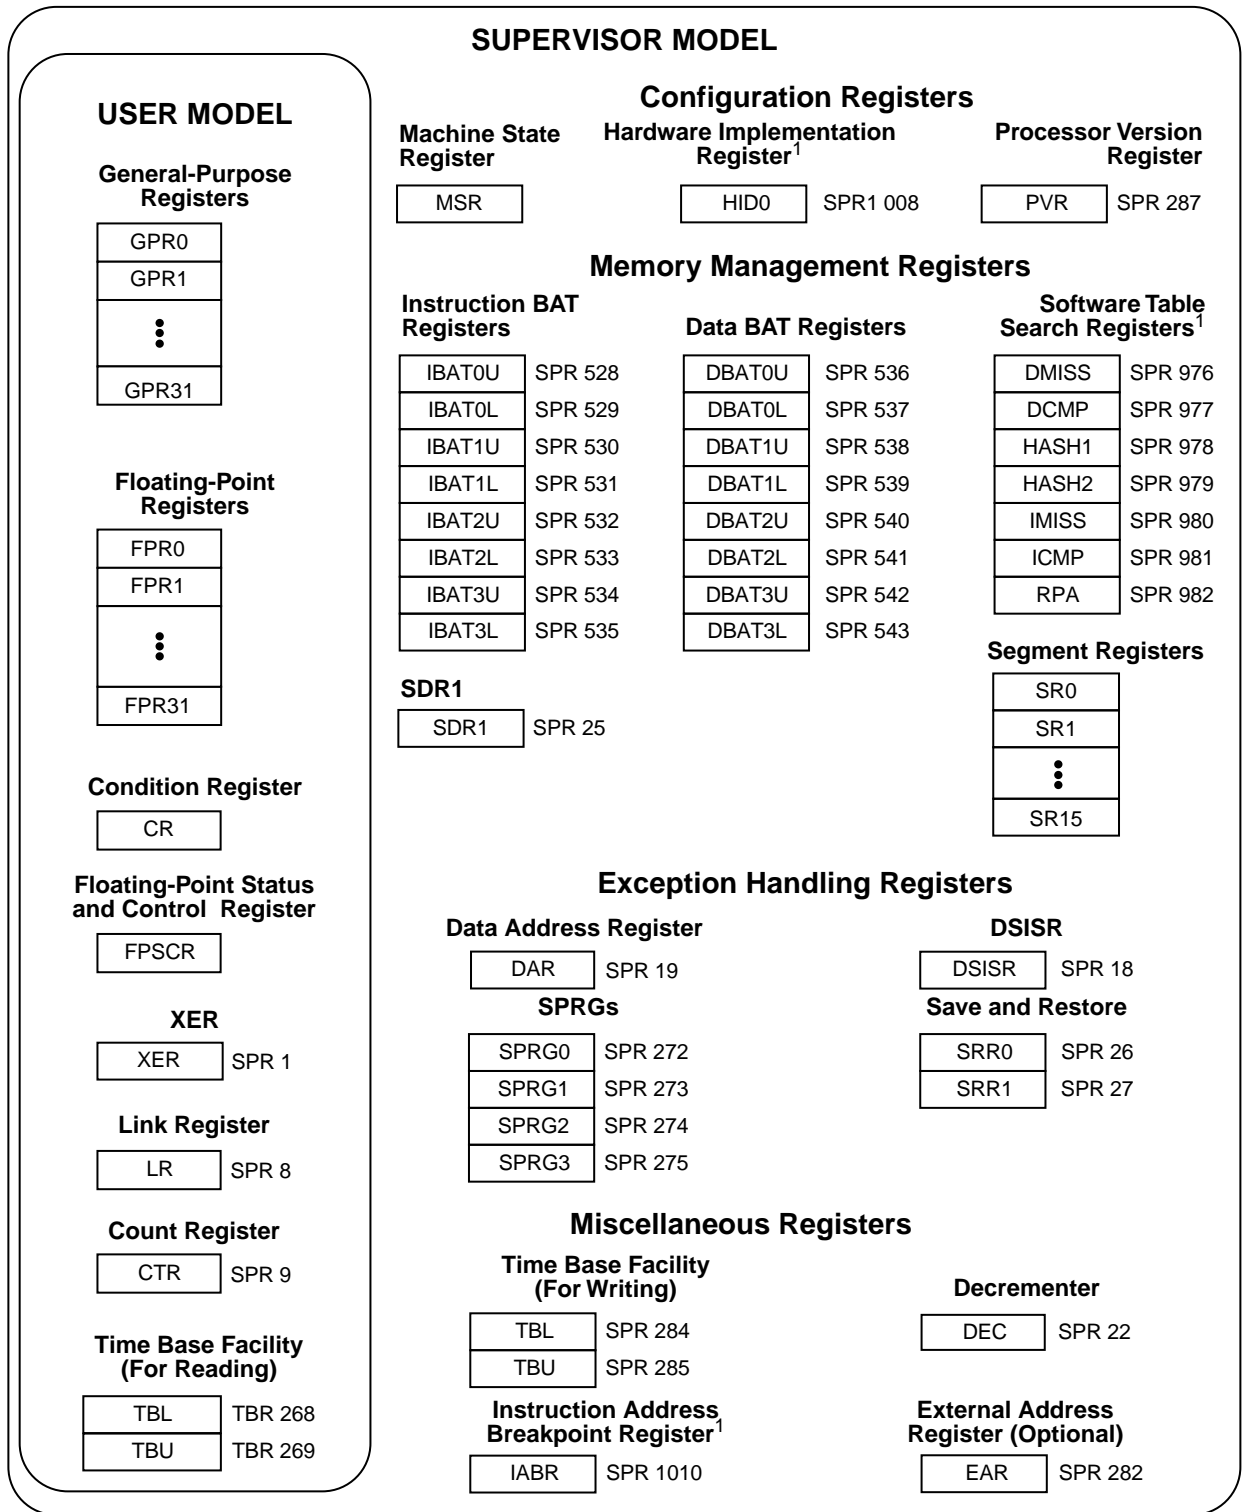 SUPERVISOR MODEL
USER MODEL
General-Purpose
Registers
GPR0
GPR1
GPR31
Floating-Point
Registers
FPR0
FPR1
FPR31
Condition Register
CR
Floating-Point Status
and Control Register
FPSCR
XER
XER SPR 1
Link Register
LR SPR 8
Count Register
CTR SPR 9
Time Base Facility
(For Reading)
TBL TBR 268
TBU TBR 269
Configuration Registers
Machine State
Register
MSR
Hardware Implementation
Register1
HID0 SPR1 008
Processor Version
Register
PVR SPR 287
Memory Management Registers
Instruction BAT
Registers
IBAT0U SPR 528
IBAT0L SPR 529
IBAT1U SPR 530
IBAT1L SPR 531
IBAT2U SPR 532
IBAT2L SPR 533
IBAT3U SPR 534
IBAT3L SPR 535
Data BAT Registers
DBAT0U SPR 536
DBAT0L SPR 537
DBAT1U SPR 538
DBAT1L SPR 539
DBAT2U SPR 540
DBAT2L SPR 541
DBAT3U SPR 542
DBAT3L SPR 543
Software Table
Search Registers1
DMISS SPR 976
DCMP SPR 977
HASH1 SPR 978
HASH2 SPR 979
IMISS SPR 980
ICMP SPR 981
RPA SPR 982
SDR1
SDR1 SPR 25
Segment Registers
SR0
SR1
SR15
Exception Handling Registers
Data Address Register
DAR SPR 19
DSISR
DSISR SPR 18
SPRGs
SPRG0 SPR 272
SPRG1 SPR 273
SPRG2 SPR 274
SPRG3 SPR 275
Save and Restore
SRR0 SPR 26
SRR1 SPR 27
Miscellaneous Registers
Time Base Facility
(For Writing)
TBL SPR 284
TBU SPR 285
Decrementer
DEC SPR 22
Instruction Address
Breakpoint Register1
IABR SPR 1010
External Address
Register (Optional)
EAR SPR 282